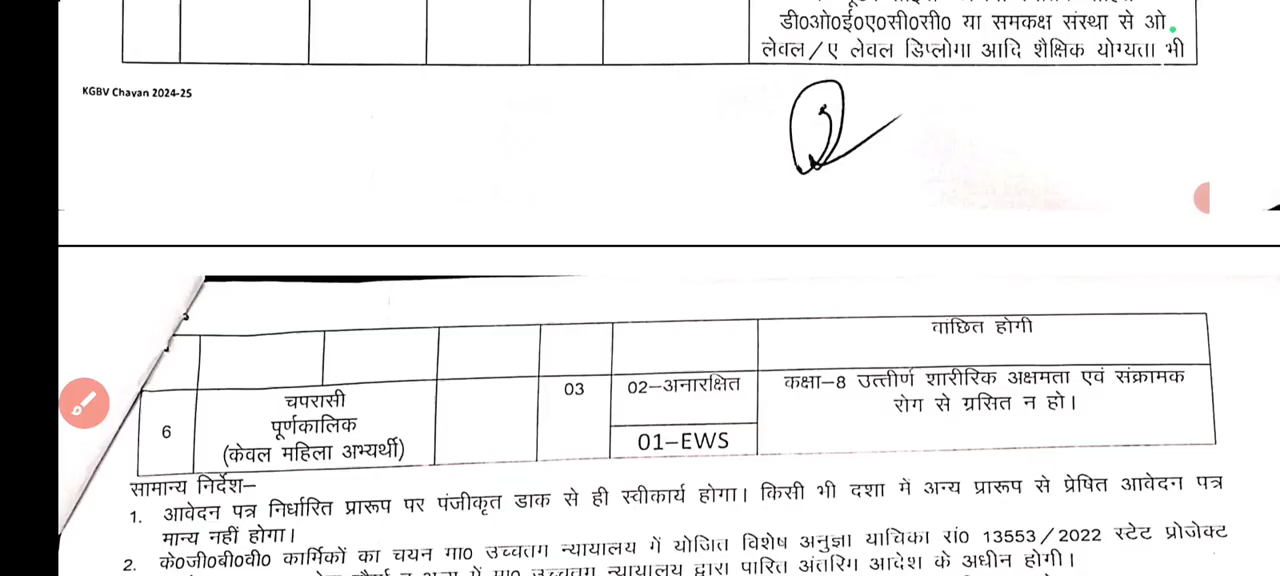 डी0ओ0ई0ए0सी0सी0 या समकक्ष संस्था से ओ
लेवल/ए लेवल डिप्लोगा आदि शैक्षिक योग्यता भी
KGBV Chavan 2024-25
वांछित होगी
6
चपरासी
पूर्णकालिक
(केवल महिला अभ्यर्थी)
03
02–अनारक्षित
01–EWS
कक्षा–8 उत्तीर्ण शारीरिक अक्षमता एवं संक्रामक
रोग से ग्रसित न हो।
सामान्य निर्देश–
1. आवेदन पत्र निर्धारित प्रारूप पर पंजीकृत डाक से ही स्वीकार्य होगा। किसी भी दशा में अन्य प्रारूप से प्रेषित आवेदन पत्र
मान्य नहीं होगा।
2. के0जी0बी0वी0 कार्मिकों का चयन गा0 उच्चतग न्यायालय में योजित विशेष अनुज्ञा याचिका सं0 13553/2022 स्टेट प्रोजेक्ट
में गा0 उच्चतग न्यायालय द्वारा पारित अंतरिग आदेश के अधीन होगी।